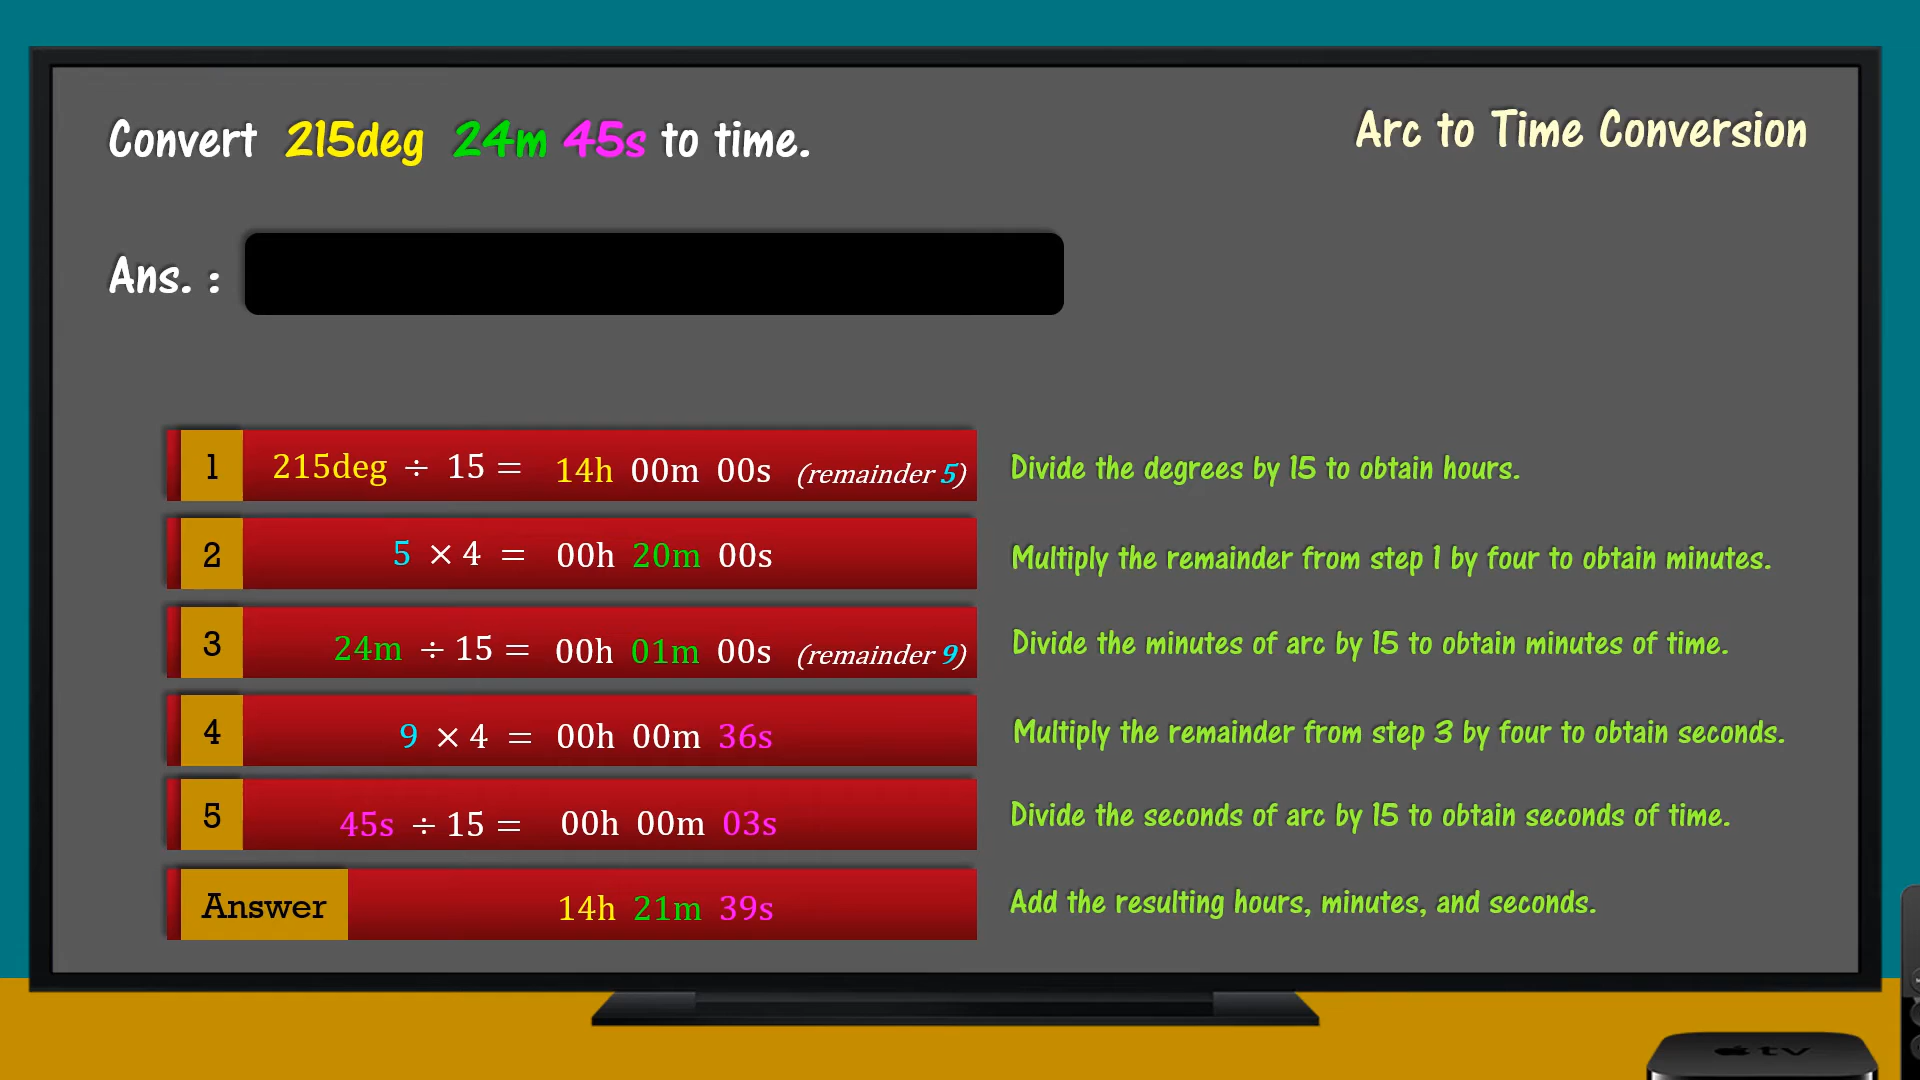 Convert 215deg 24m 45s to time.
Arc to Time Conversion
Ans. :
1 215deg ÷ 15 = 14h 00m 00s (remainder 5) Divide the degrees by 15 to obtain hours.
2 5 × 4 = 00h 20m 00s Multiply the remainder from step 1 by four to obtain minutes.
3 24m ÷ 15 = 00h 01m 00s (remainder 9) Divide the minutes of arc by 15 to obtain minutes of time.
4 9 × 4 = 00h 00m 36s Multiply the remainder from step 3 by four to obtain seconds.
5 45s ÷ 15 = 00h 00m 03s Divide the seconds of arc by 15 to obtain seconds of time.
Answer 14h 21m 39s Add the resulting hours, minutes, and seconds.
tv